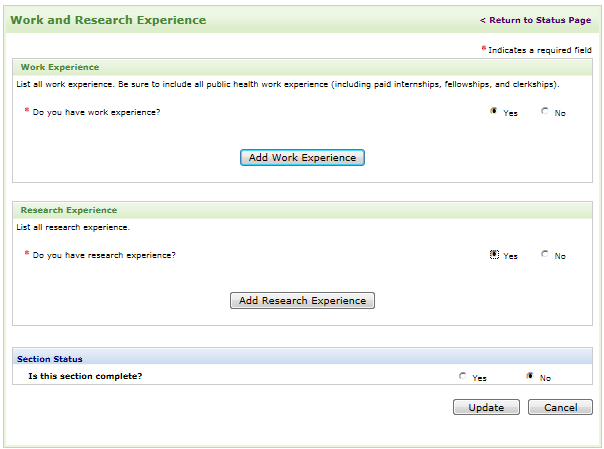 Work and Research Experience
< Return to Status Page
* Indicates a required field
Work Experience
List all work experience. Be sure to include all public health work experience (including paid internships, fellowships, and clerkships).
* Do you have work experience? Yes No
Add Work Experience
Research Experience
List all research experience.
* Do you have research experience? Yes No
Add Research Experience
Section Status
Is this section complete? Yes No
Update Cancel